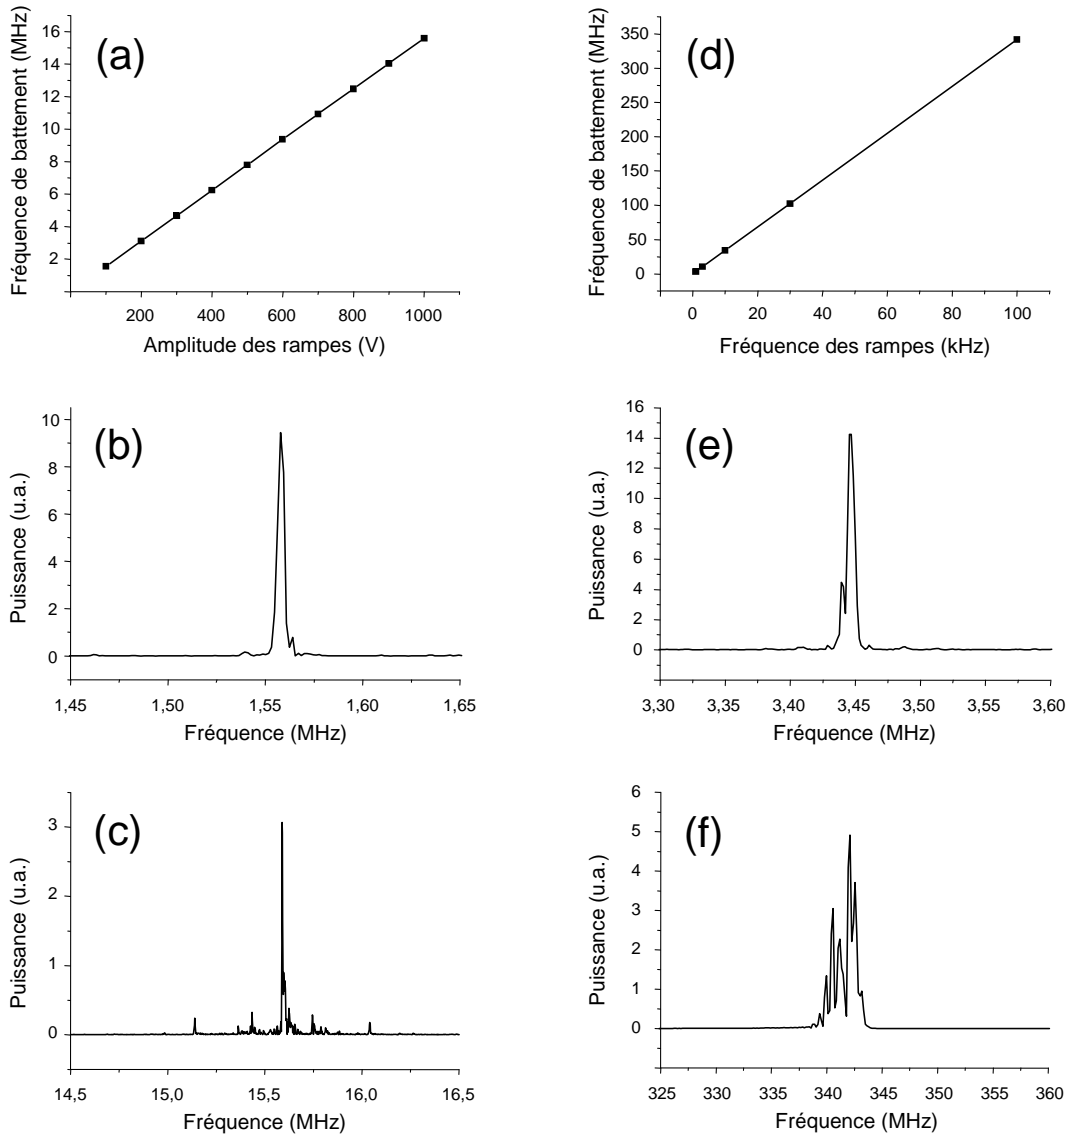 (a)
Fréquence de battement (MHz)
16
14
12
10
8
6
4
2
200 400 600 800 1000
Amplitude des rampes (V)
(d)
Fréquence de battement (MHz)
350
300
250
200
150
100
50
0
0 20 40 60 80 100
Fréquence des rampes (kHz)
(b)
Puissance (u.a.)
10
8
6
4
2
0
1,45 1,50 1,55 1,60 1,65
Fréquence (MHz)
(e)
Puissance (u.a.)
16
14
12
10
8
6
4
2
0
3,30 3,35 3,40 3,45 3,50 3,55 3,60
Fréquence (MHz)
(c)
Puissance (u.a.)
3
2
1
0
14,5 15,0 15,5 16,0 16,5
Fréquence (MHz)
(f)
Puissance (u.a.)
6
5
4
3
2
1
0
325 330 335 340 345 350 355 360
Fréquence (MHz)